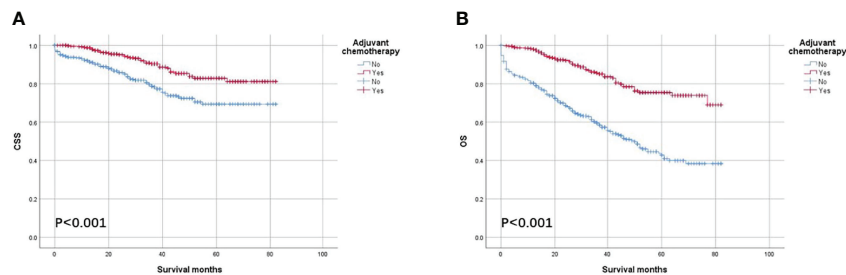 A
Adjuvant
chemotherapy
No
Yes
No
Yes
1.0
0.8
0.6
0.4
0.2
0.0
CSS
P<0.001
0 20 40 60 80 100
Survival months
B
Adjuvant
chemotherapy
No
Yes
No
Yes
1.0
0.8
0.6
0.4
0.2
0.0
OS
P<0.001
0 20 40 60 80 100
Survival months